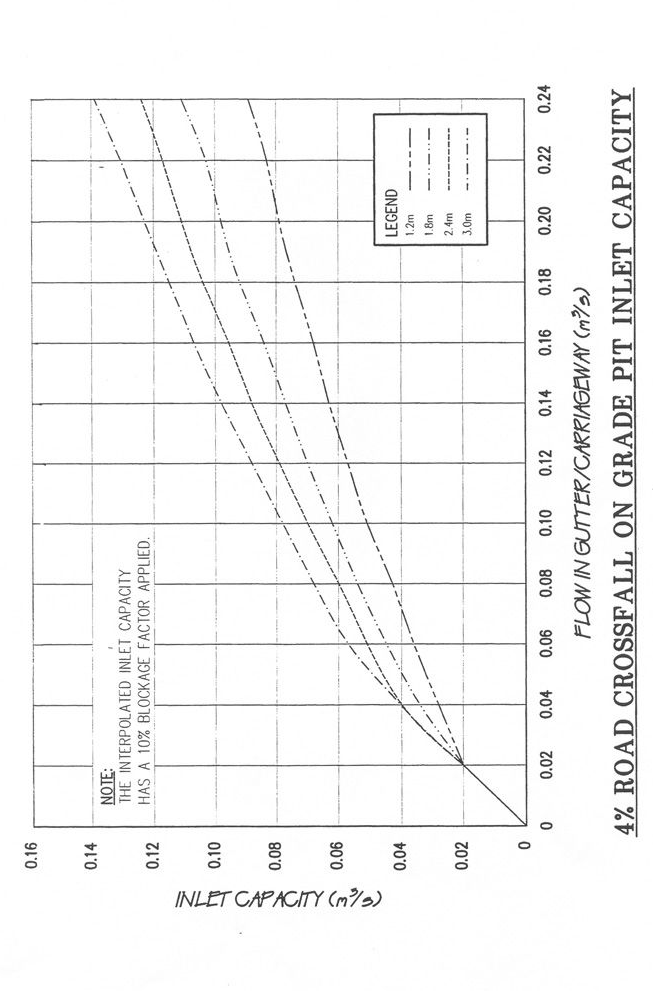 NOTE:
THE INTERPOLATED INLET CAPACITY
HAS A 10% BLOCKAGE FACTOR APPLIED.
0.16
0.14
0.12
0.10
0.08
0.06
0.04
0.02
0
INLET CAPACITY (m³/s)
LEGEND
1.2m
1.8m
2.4m
3.0m
0
0.02
0.04
0.06
0.08
0.10
0.12
0.14
0.16
0.18
0.20
0.22
0.24
FLOW IN GUTTER/CARRIAGEWAY (m³/s)
4% ROAD CROSSFALL ON GRADE PIT INLET CAPACITY